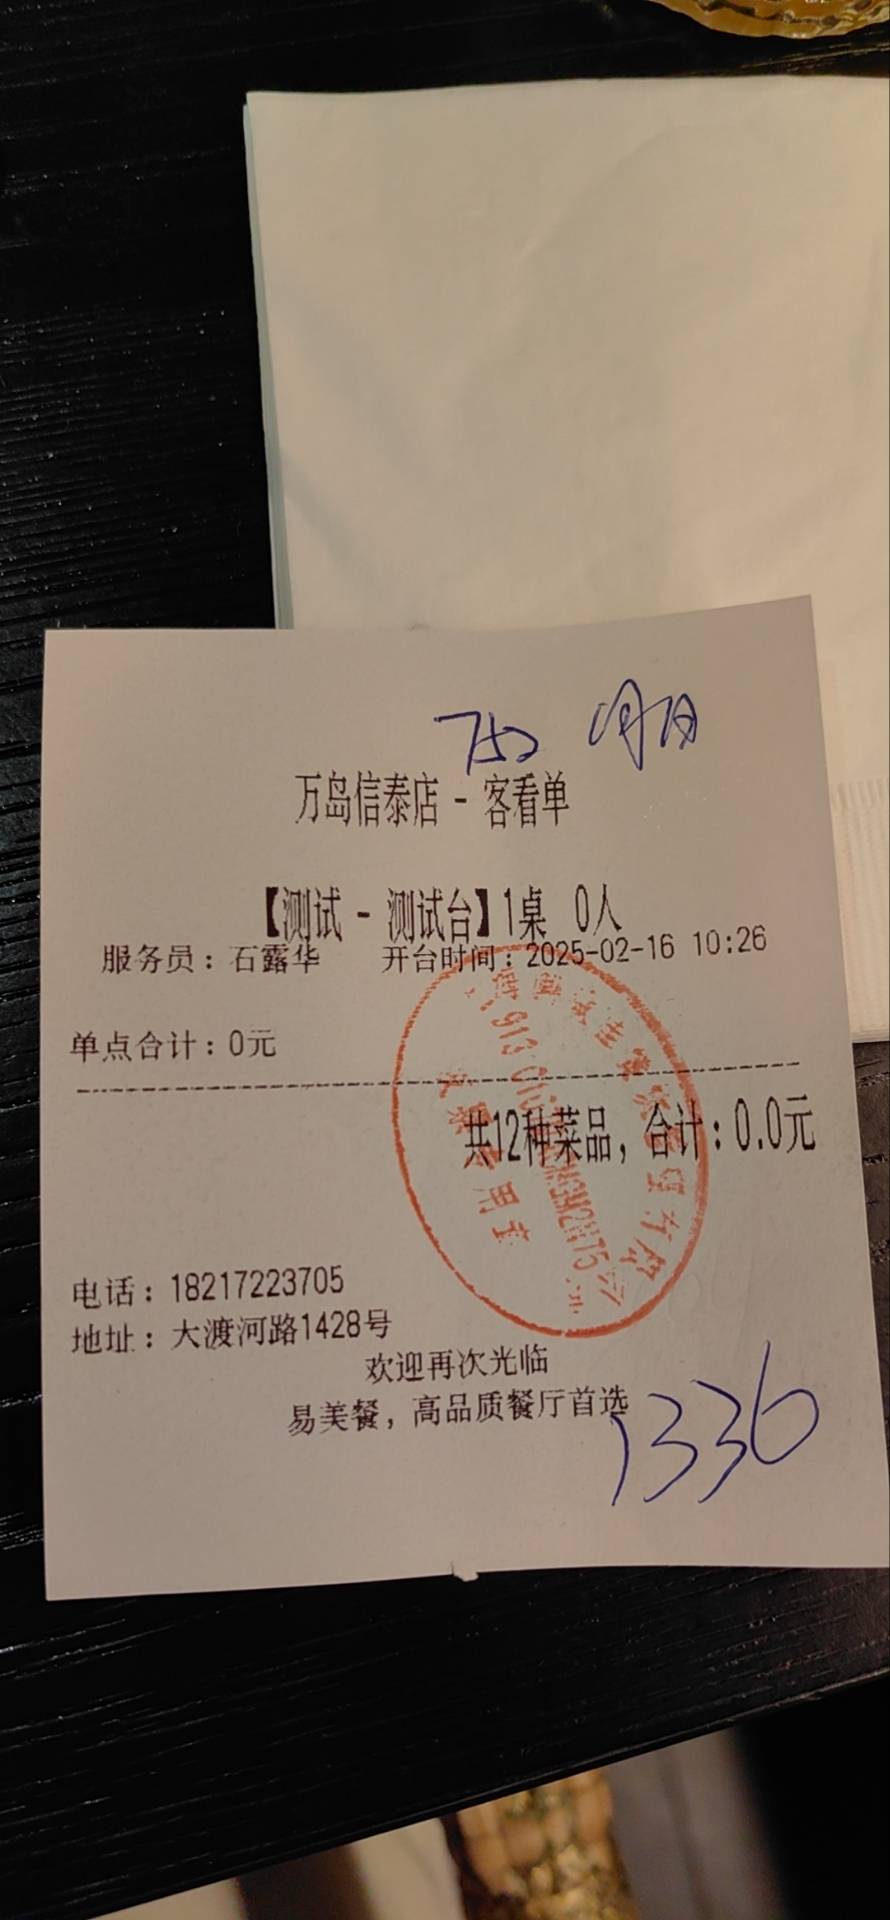 万岛信泰店 - 客看单
【测试 - 测试台】1桌 0人
服务员：石露华 开台时间：2025-02-16 10:26
单点合计：0元
共12种菜品，合计：0.0元
电话：18217223705
地址：大渡河路1428号
欢迎再次光临
易美餐，高品质餐厅首选
1336